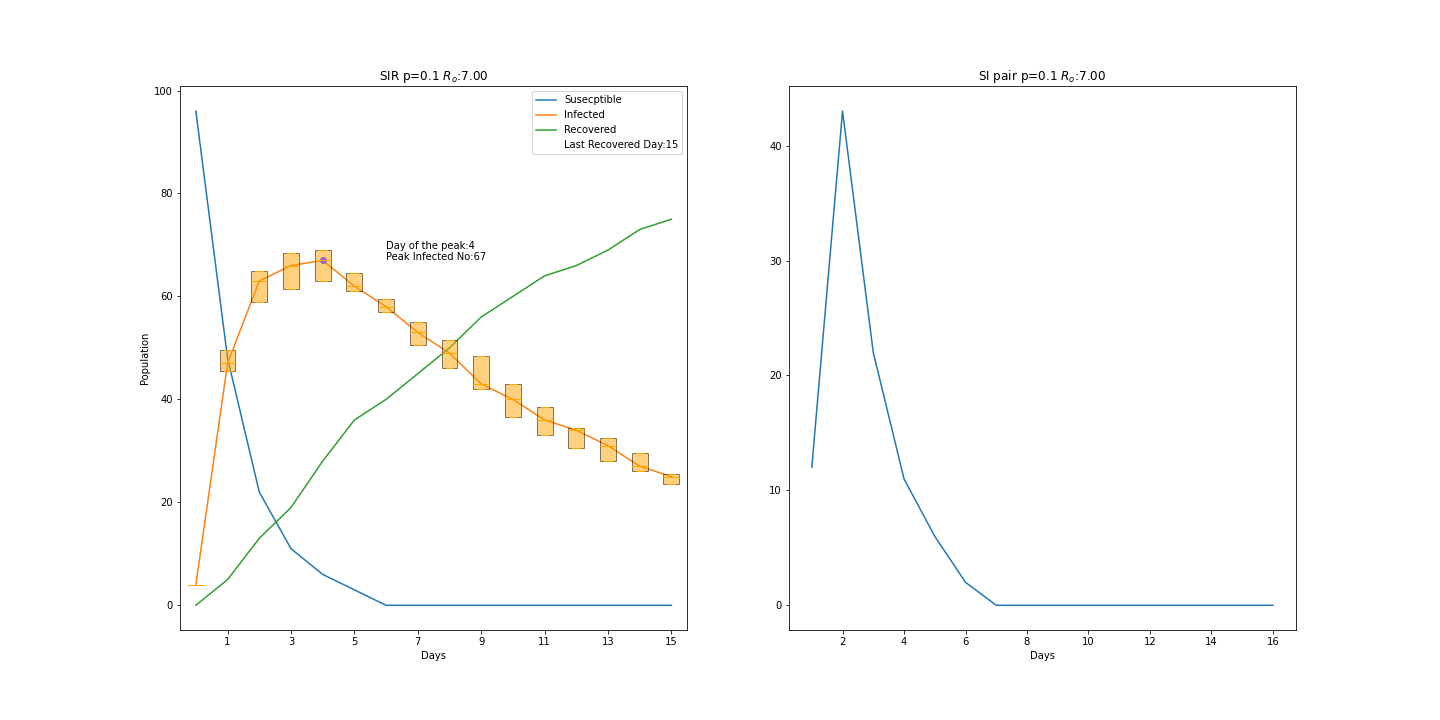 SIR p=0.1 Rₒ:7.00
100
80
60
40
20
0
Population
Susecptible
Infected
Recovered
Last Recovered Day:15
Day of the peak:4
Peak Infected No:67
1 3 5 7 9 11 13 15
Days
SI pair p=0.1 Rₒ:7.00
40
30
20
10
0
2 4 6 8 10 12 14 16
Days